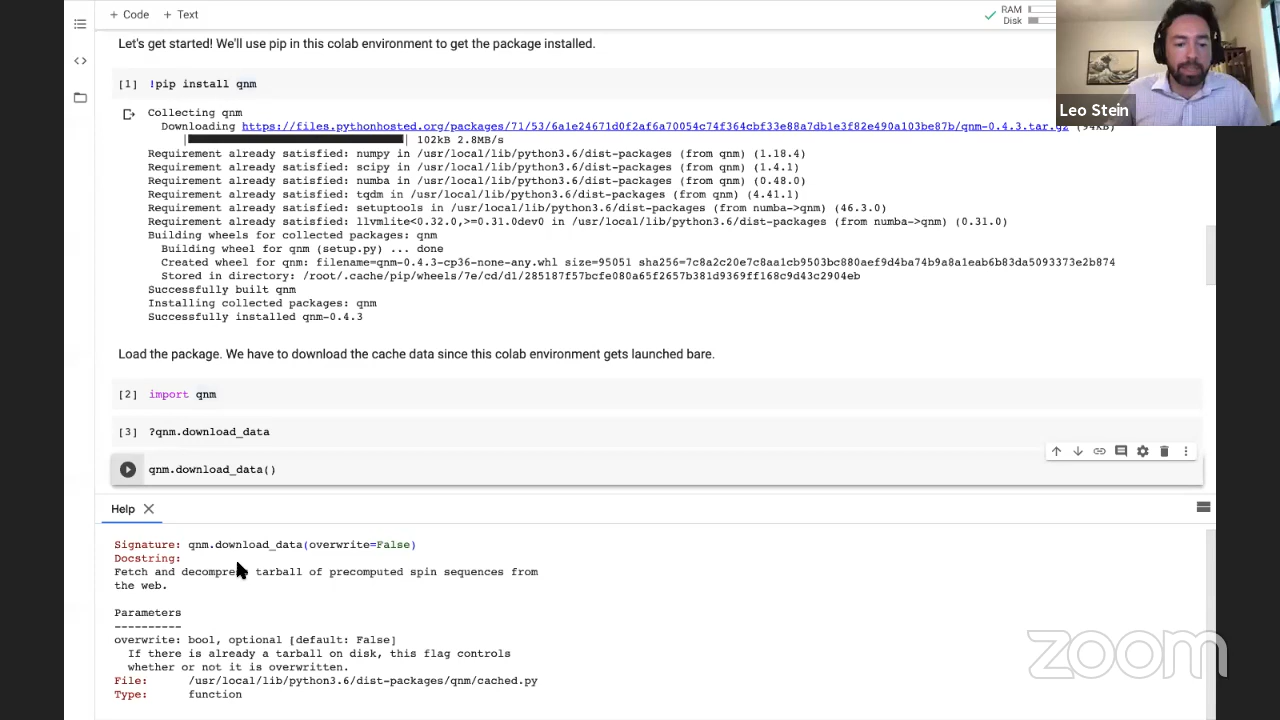 + Code + Text
RAM
Disk
Let's get started! We'll use pip in this colab environment to get the package installed.
[1] !pip install qnm
Collecting qnm
Downloading https://files.pythonhosted.org/packages/71/53/6a1e24671d0f2af6a70054c74f364cbf33e88a7db1e3f82e490a103be87b/qnm-0.4.3.tar.gz (94kB)
102kB 2.8MB/s
Requirement already satisfied: numpy in /usr/local/lib/python3.6/dist-packages (from qnm) (1.18.4)
Requirement already satisfied: scipy in /usr/local/lib/python3.6/dist-packages (from qnm) (1.4.1)
Requirement already satisfied: numba in /usr/local/lib/python3.6/dist-packages (from qnm) (0.48.0)
Requirement already satisfied: tqdm in /usr/local/lib/python3.6/dist-packages (from qnm) (4.41.1)
Requirement already satisfied: setuptools in /usr/local/lib/python3.6/dist-packages (from numba->qnm) (46.3.0)
Requirement already satisfied: llvmlite<0.32.0,>=0.31.0dev0 in /usr/local/lib/python3.6/dist-packages (from numba->qnm) (0.31.0)
Building wheels for collected packages: qnm
Building wheel for qnm (setup.py) ... done
Created wheel for qnm: filename=qnm-0.4.3-cp36-none-any.whl size=95051 sha256=7c8a2c20e7c8aa1cb9503bc880aef9d4ba74b9a8a1eab6b83da5093373e2b874
Stored in directory: /root/.cache/pip/wheels/7e/cd/d1/285187f57bcfe080a65f2657b381d9369ff168c9d43c2904eb
Successfully built qnm
Installing collected packages: qnm
Successfully installed qnm-0.4.3
Load the package. We have to download the cache data since this colab environment gets launched bare.
[2] import qnm
[3] ?qnm.download_data
qnm.download_data()
Help
Signature: qnm.download_data(overwrite=False)
Docstring:
Fetch and decompre tarball of precomputed spin sequences from
the web.
Parameters
----------
overwrite: bool, optional [default: False]
If there is already a tarball on disk, this flag controls
whether or not it is overwritten.
File: /usr/local/lib/python3.6/dist-packages/qnm/cached.py
Type: function
Leo Stein
zoom